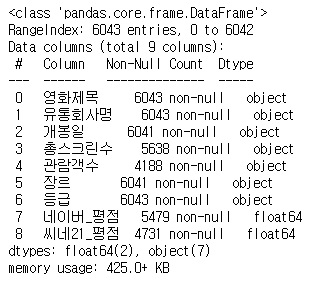 <class 'pandas.core.frame.DataFrame'>
RangeIndex: 6043 entries, 0 to 6042
Data columns (total 9 columns):
 #   Column   Non-Null Count  Dtype
---  ------   --------------  -----
 0   영화제목   6043 non-null   object
 1   유통회사명   6043 non-null   object
 2   개봉일   6041 non-null   object
 3   총스크린수   5638 non-null   object
 4   관람객수   4188 non-null   object
 5   장르   6041 non-null   object
 6   등급   6043 non-null   object
 7   네이버_평점   5479 non-null   float64
 8   씨네21_평점   4731 non-null   float64
dtypes: float64(2), object(7)
memory usage: 425.0+ KB